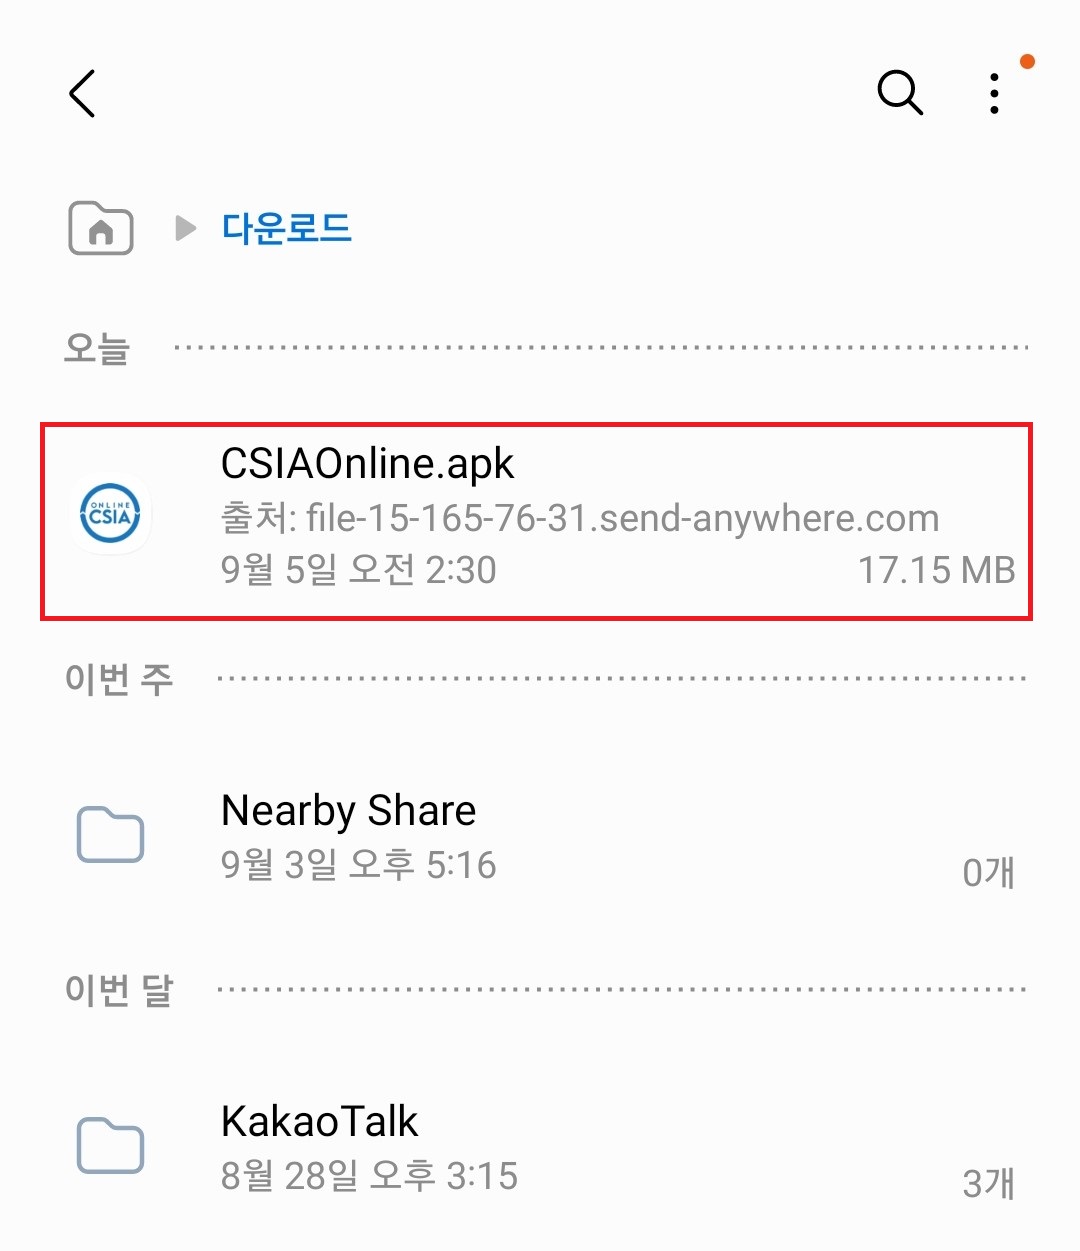 다운로드
오늘
CSIAOnline.apk
ONLINE
CSIA
출처: file-15-165-76-31.send-anywhere.com
9월 5일 오전 2:30 17.15 MB
이번 주
Nearby Share
9월 3일 오후 5:16
0개
이번 달
KakaoTalk
8월 28일 오후 3:15
3개